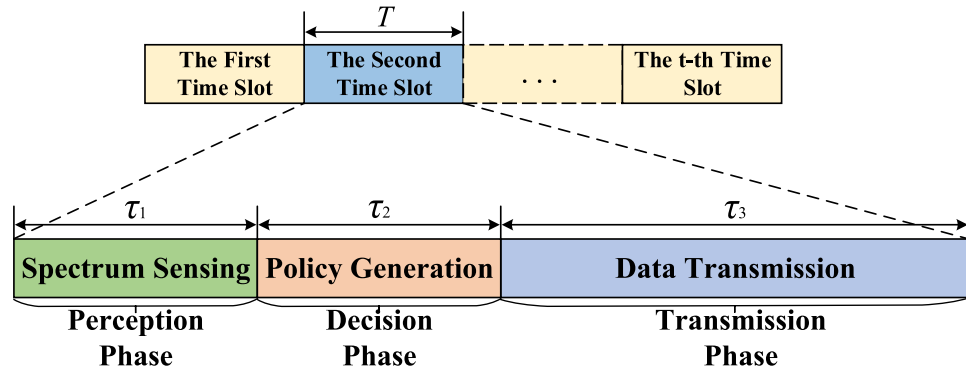 T
The First
Time Slot
The Second
Time Slot
. . .
The t-th Time
Slot
τ1
τ2
τ3
Spectrum Sensing
Policy Generation
Data Transmission
Perception
Phase
Decision
Phase
Transmission
Phase